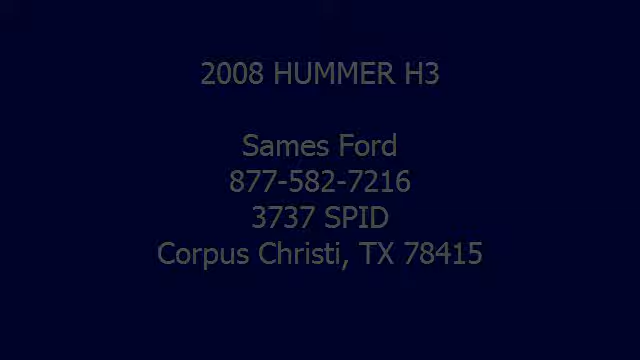 2008 HUMMER H3
Sames Ford
877-582-7216
3737 SPID
Corpus Christi, TX 78415